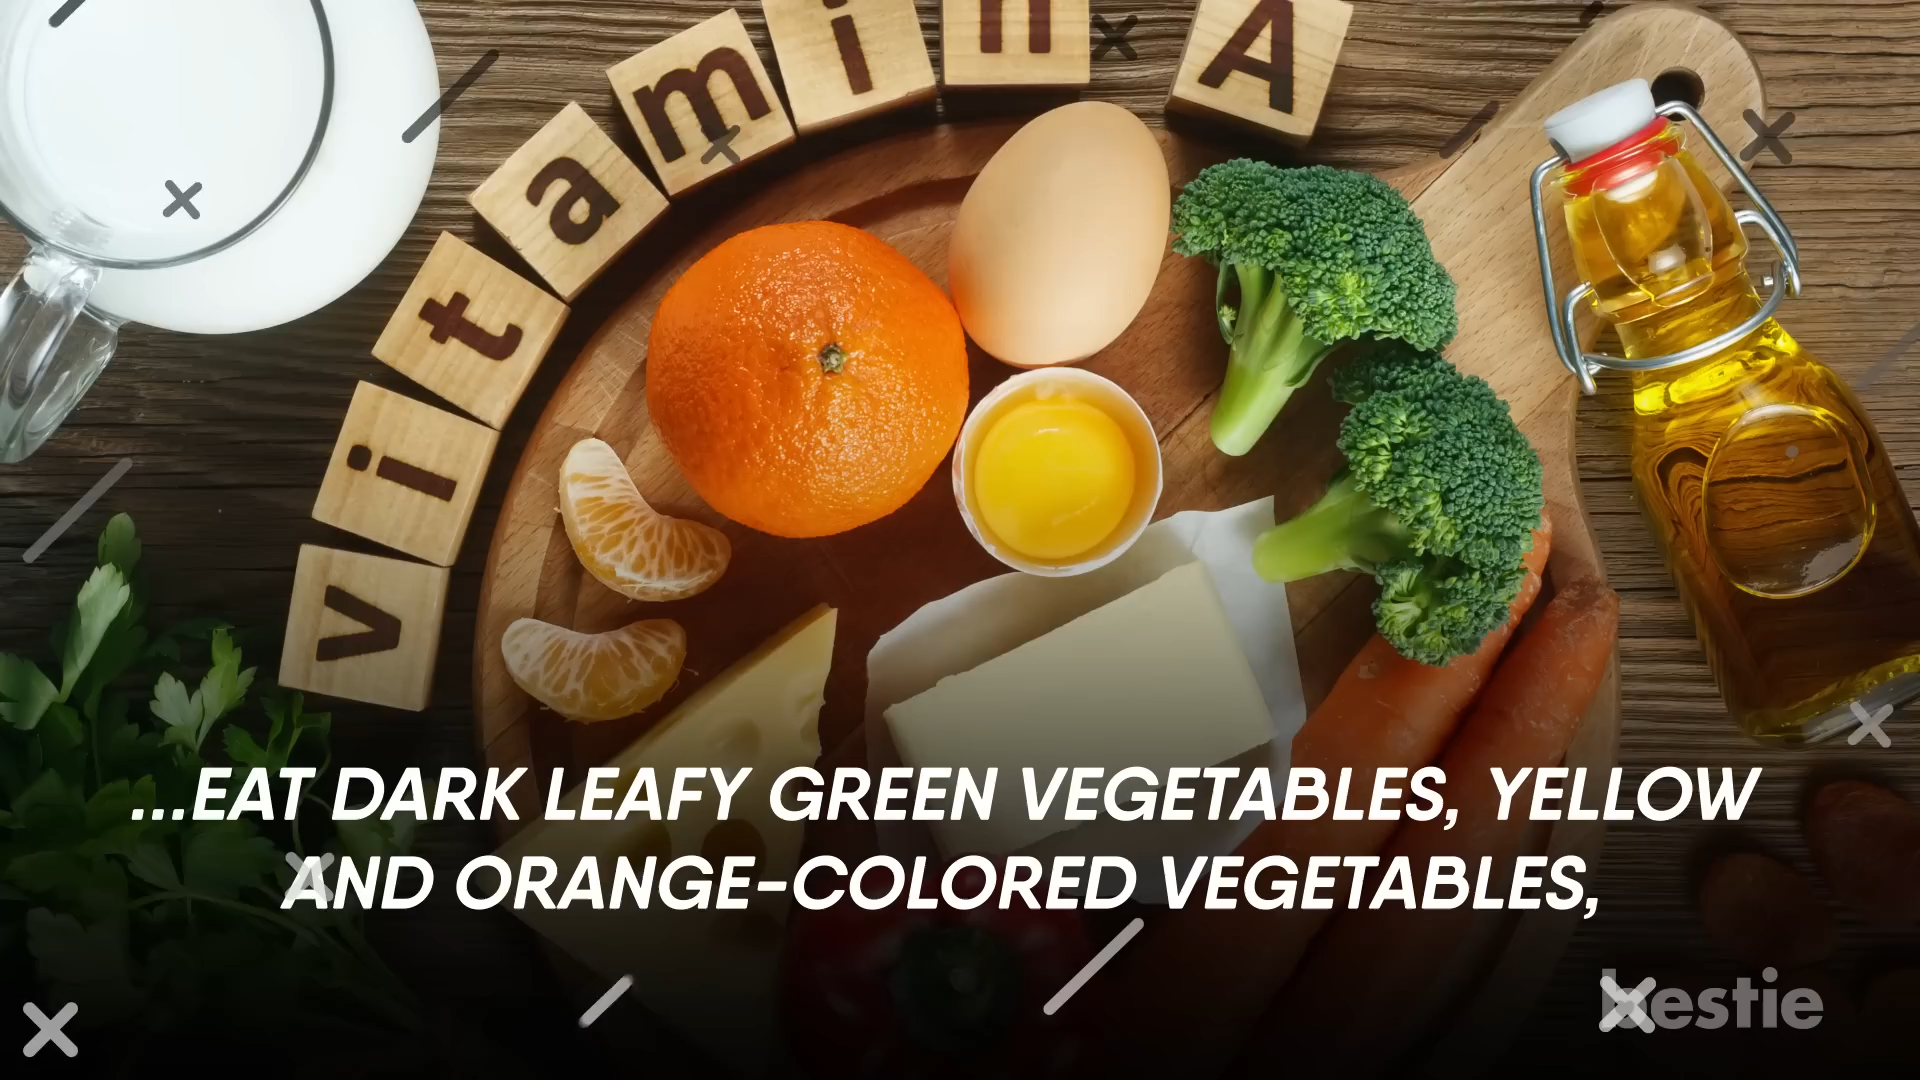 vitamin A
...EAT DARK LEAFY GREEN VEGETABLES, YELLOW
AND ORANGE-COLORED VEGETABLES,
bestie